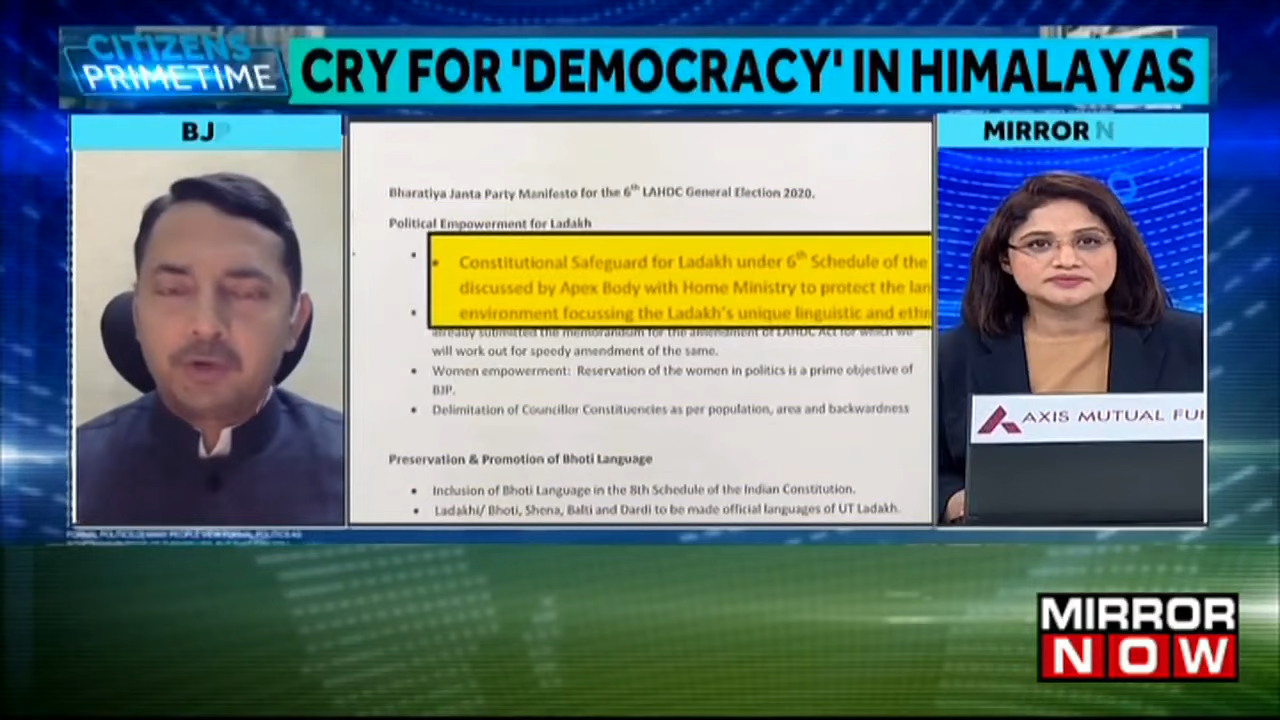 CITIZENS
PRIMETIME
CRY FOR 'DEMOCRACY' IN HIMALAYAS
BJP
Bharatiya Janta Party Manifesto for the 6th LAHDC General Election 2020.
Political Empowerment for Ladakh
• Constitutional Safeguard for Ladakh under 6th Schedule of the
discussed by Apex Body with Home Ministry to protect the lan
environment focussing the Ladakh's unique linguistic and ethn
already submitted the memorandum for the amendment of LAHDC Act for which we
will work out for speedy amendment of the same.
• Women empowerment: Reservation of the women in politics is a prime objective of
BJP.
• Delimitation of Councillor Constituencies as per population, area and backwardness
Preservation & Promotion of Bhoti Language
• Inclusion of Bhoti Language in the 8th Schedule of the Indian Constitution.
• Ladakhi/ Bhoti, Shena, Balti and Dardi to be made official languages of UT Ladakh.
MIRROR N
AXIS MUTUAL FU
MIRROR
NOW